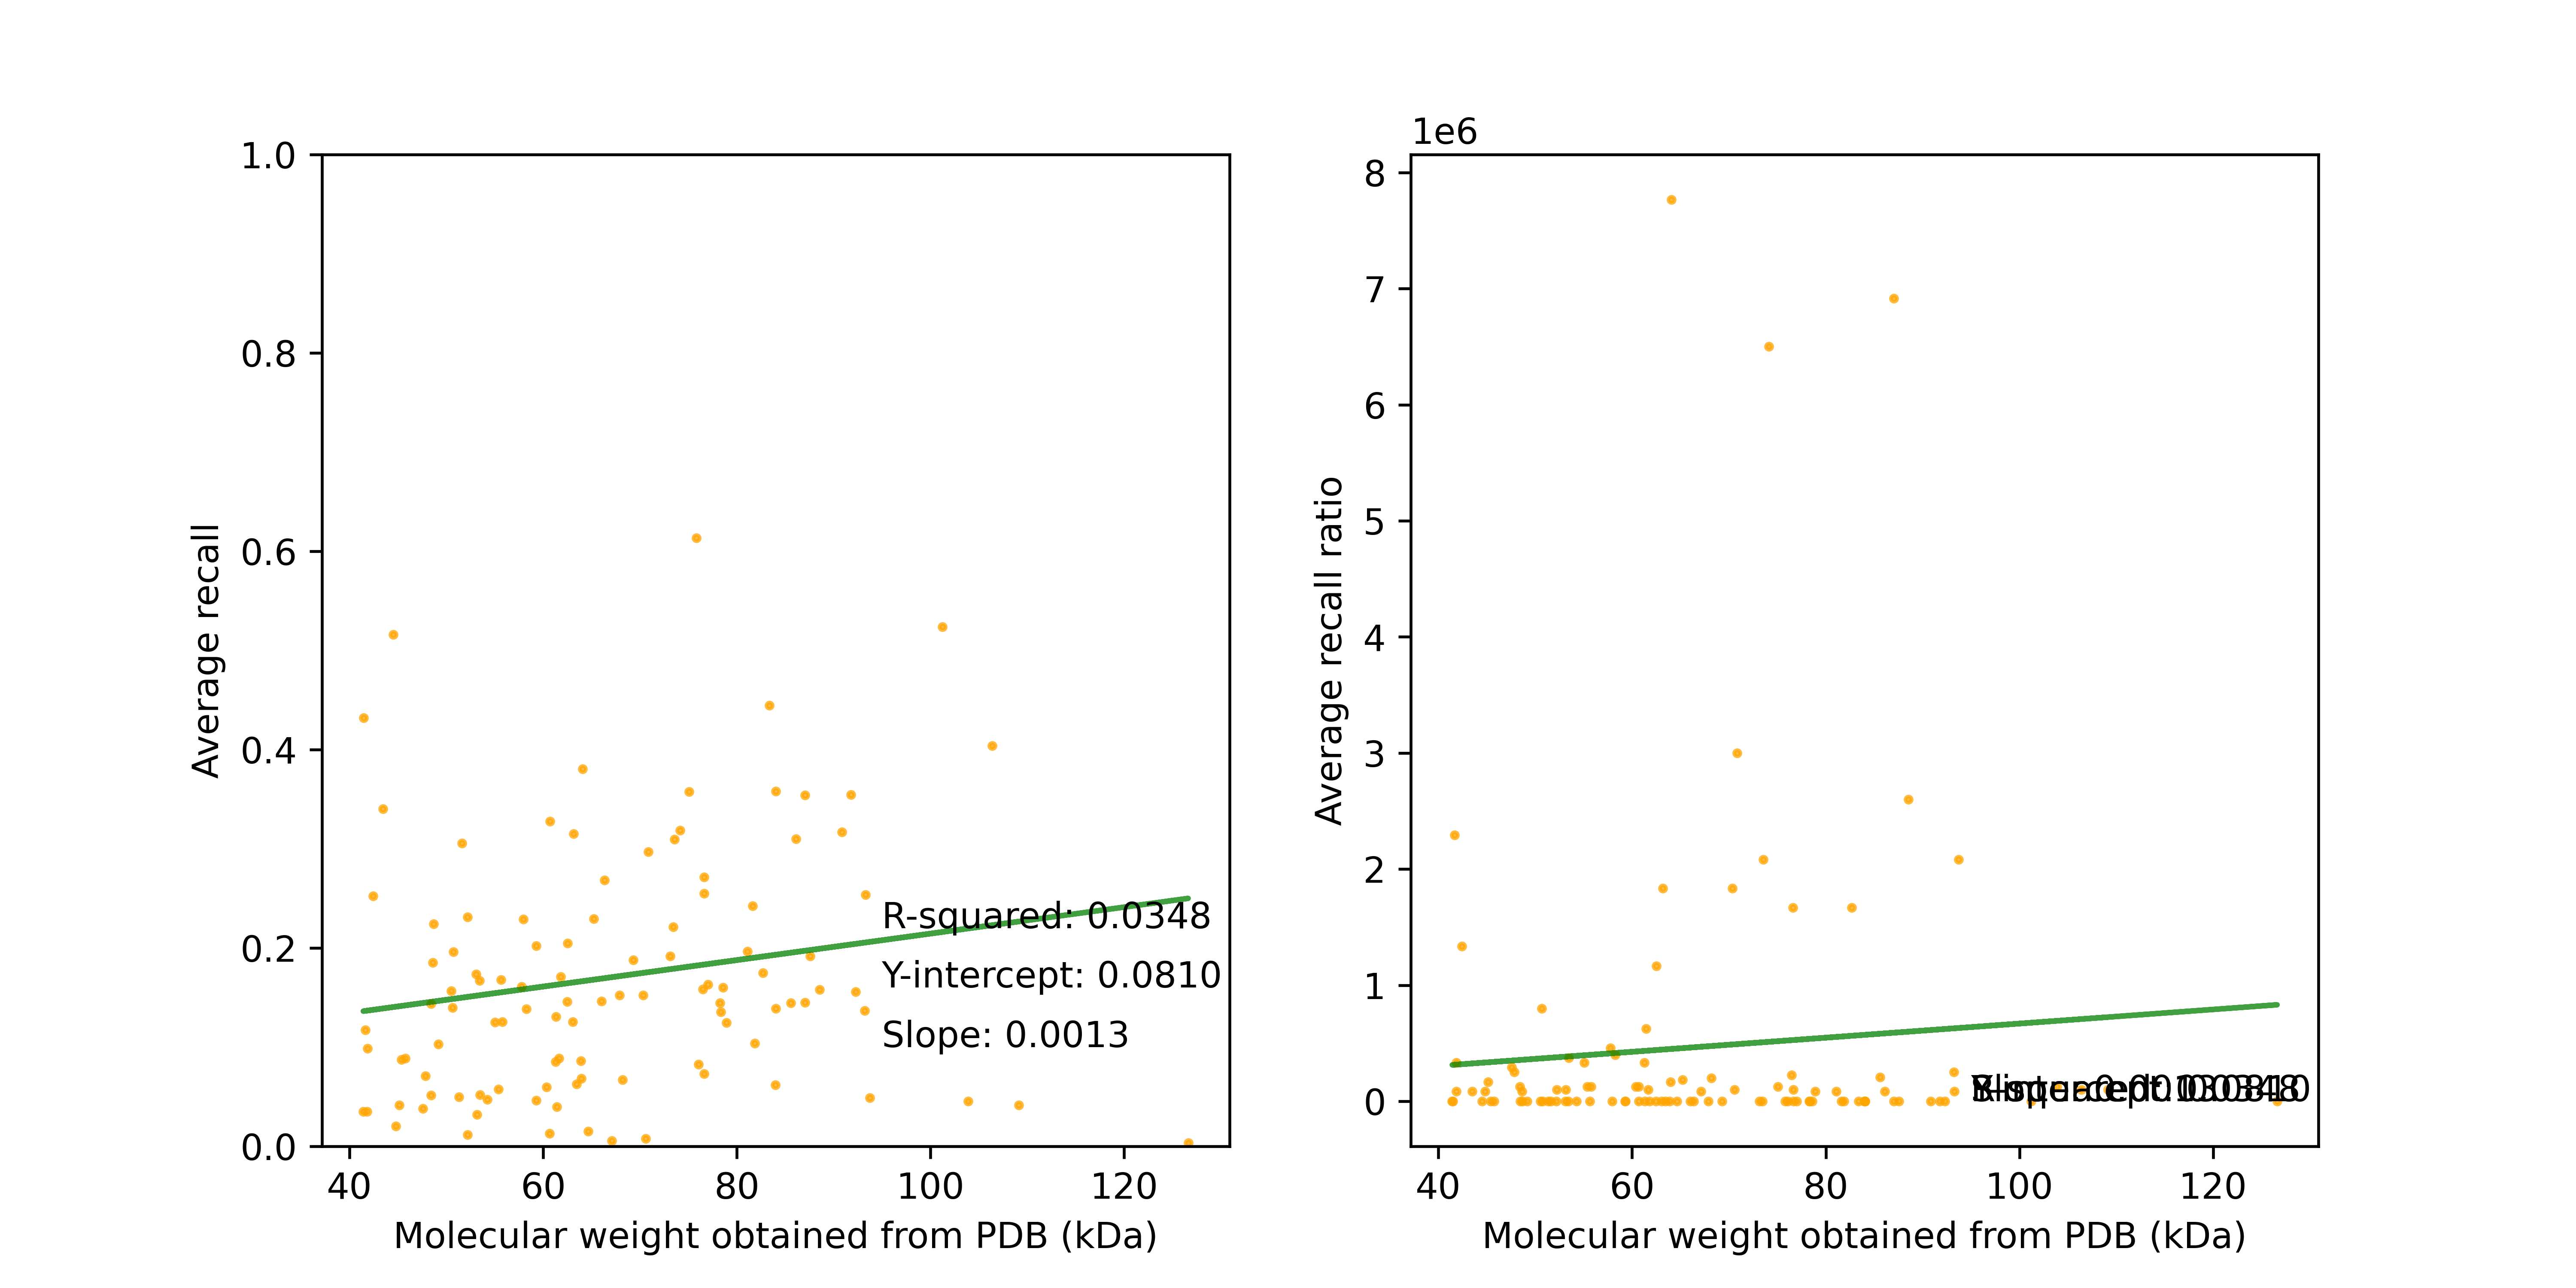 1.0
0.8
0.6
0.4
0.2
0.0
Average recall
R-squared: 0.0348
Y-intercept: 0.0810
Slope: 0.0013
40 60 80 100 120
Molecular weight obtained from PDB (kDa)
1e6
8
7
6
5
4
3
2
1
0
Average recall ratio
40 60 80 100 120
Molecular weight obtained from PDB (kDa)